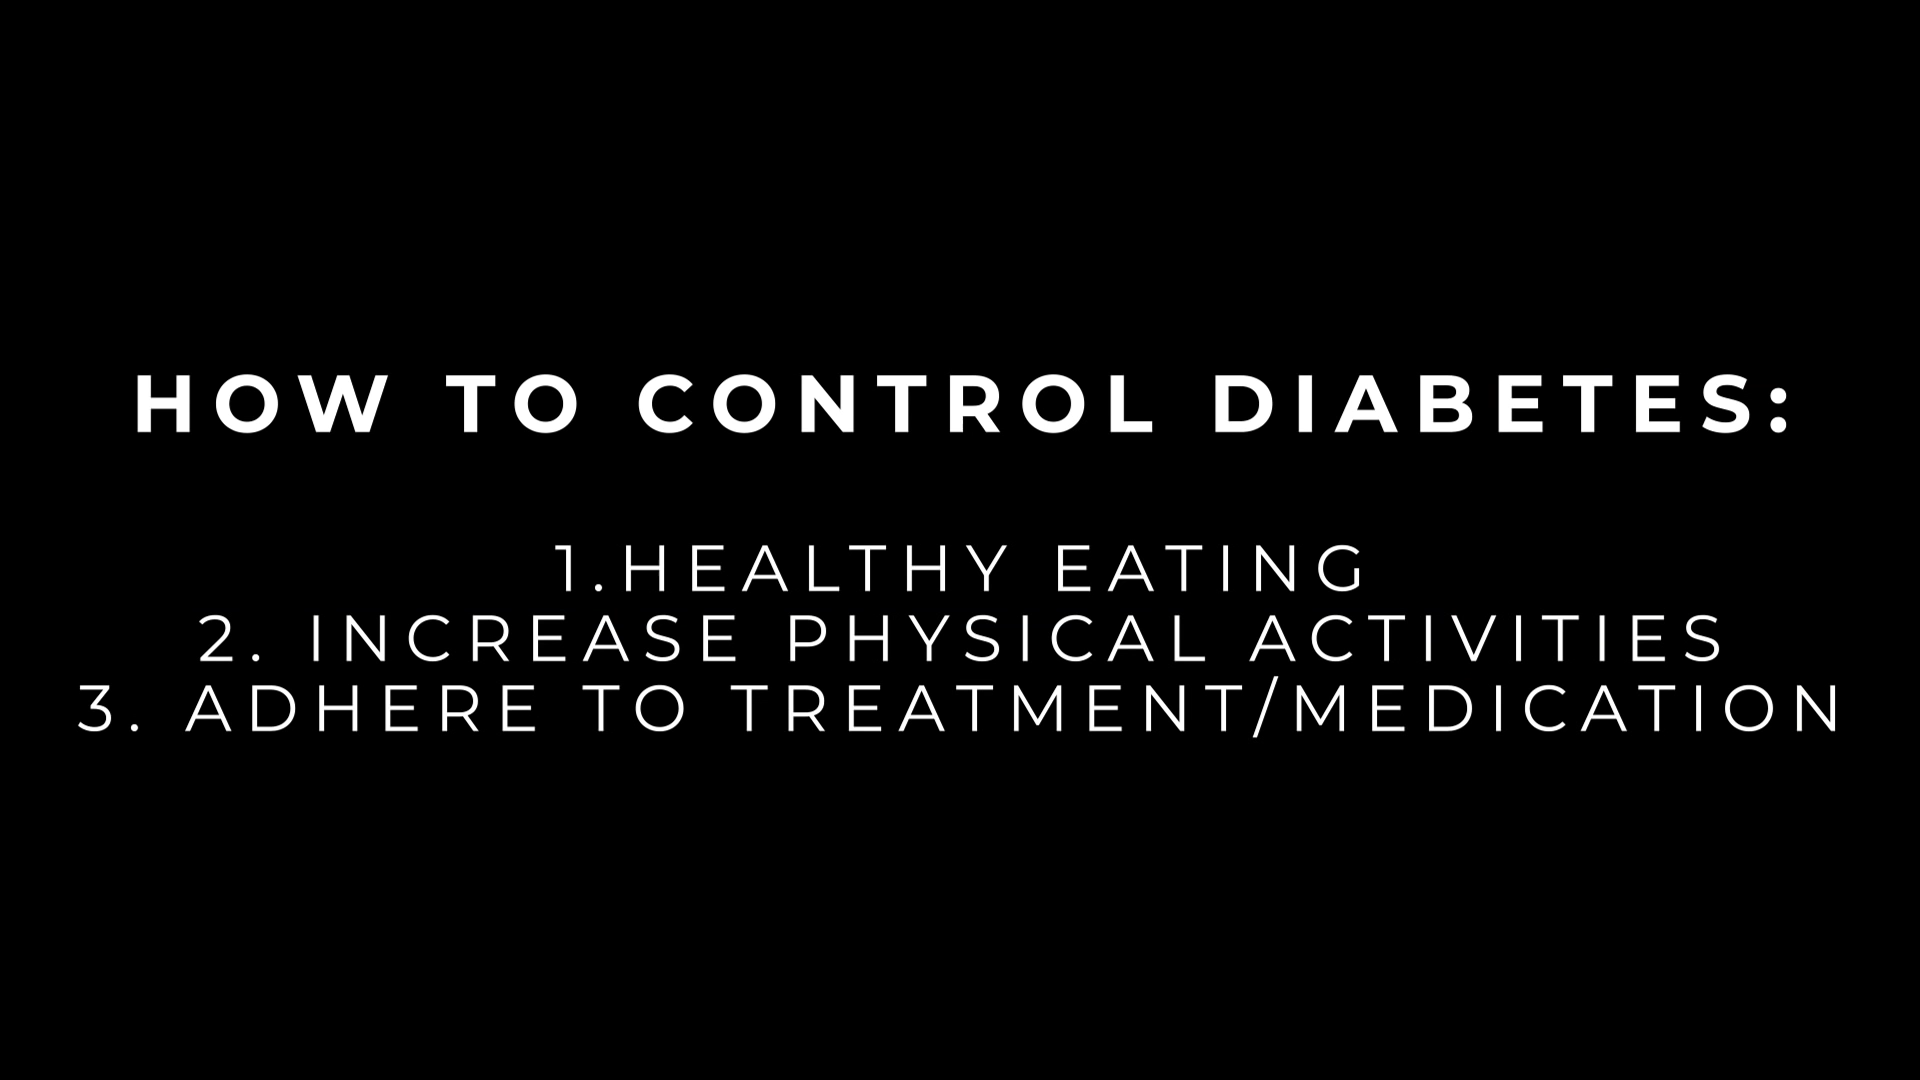 HOW TO CONTROL DIABETES:
1.HEALTHY EATING
2. INCREASE PHYSICAL ACTIVITIES
3. ADHERE TO TREATMENT/MEDICATION